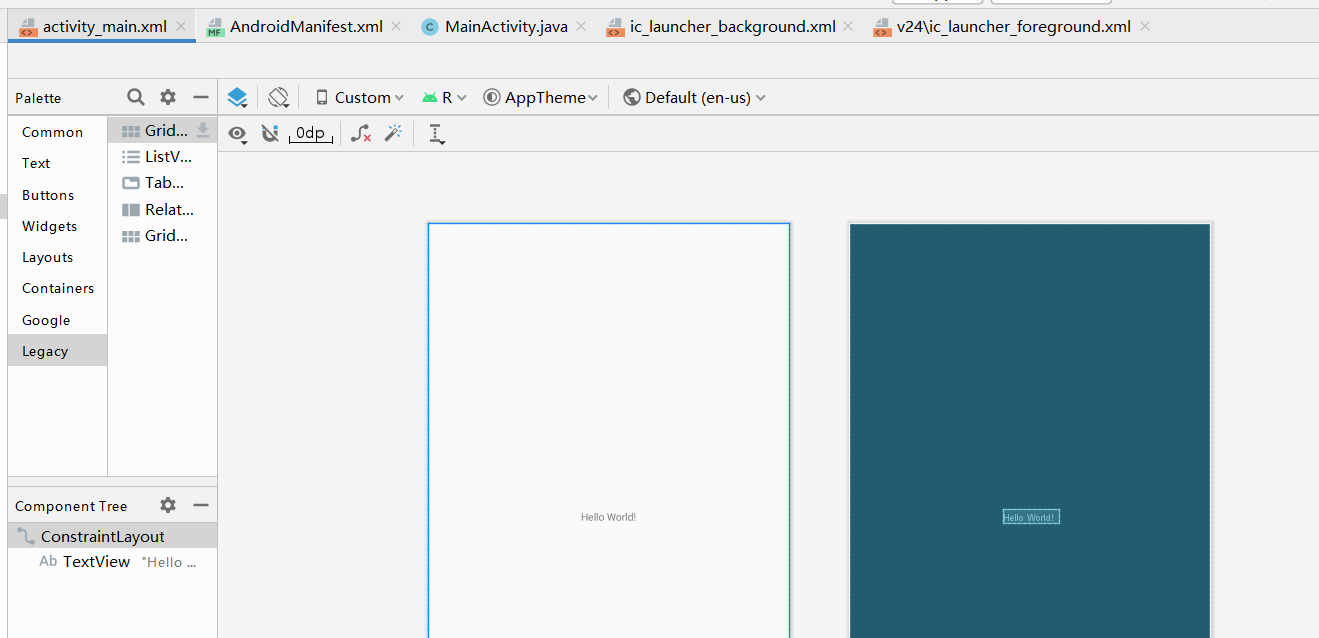 activity_main.xml AndroidManifest.xml MainActivity.java ic_launcher_background.xml v24\ic_launcher_foreground.xml
Palette Custom R AppTheme Default (en-us)
Common Grid...
0dp
Text ListV...
Tab...
Buttons Relat...
Widgets Grid...
Layouts
Containers
Google
Legacy
Component Tree
ConstraintLayout
Ab TextView "Hello ...
Hello World!
Hello World!